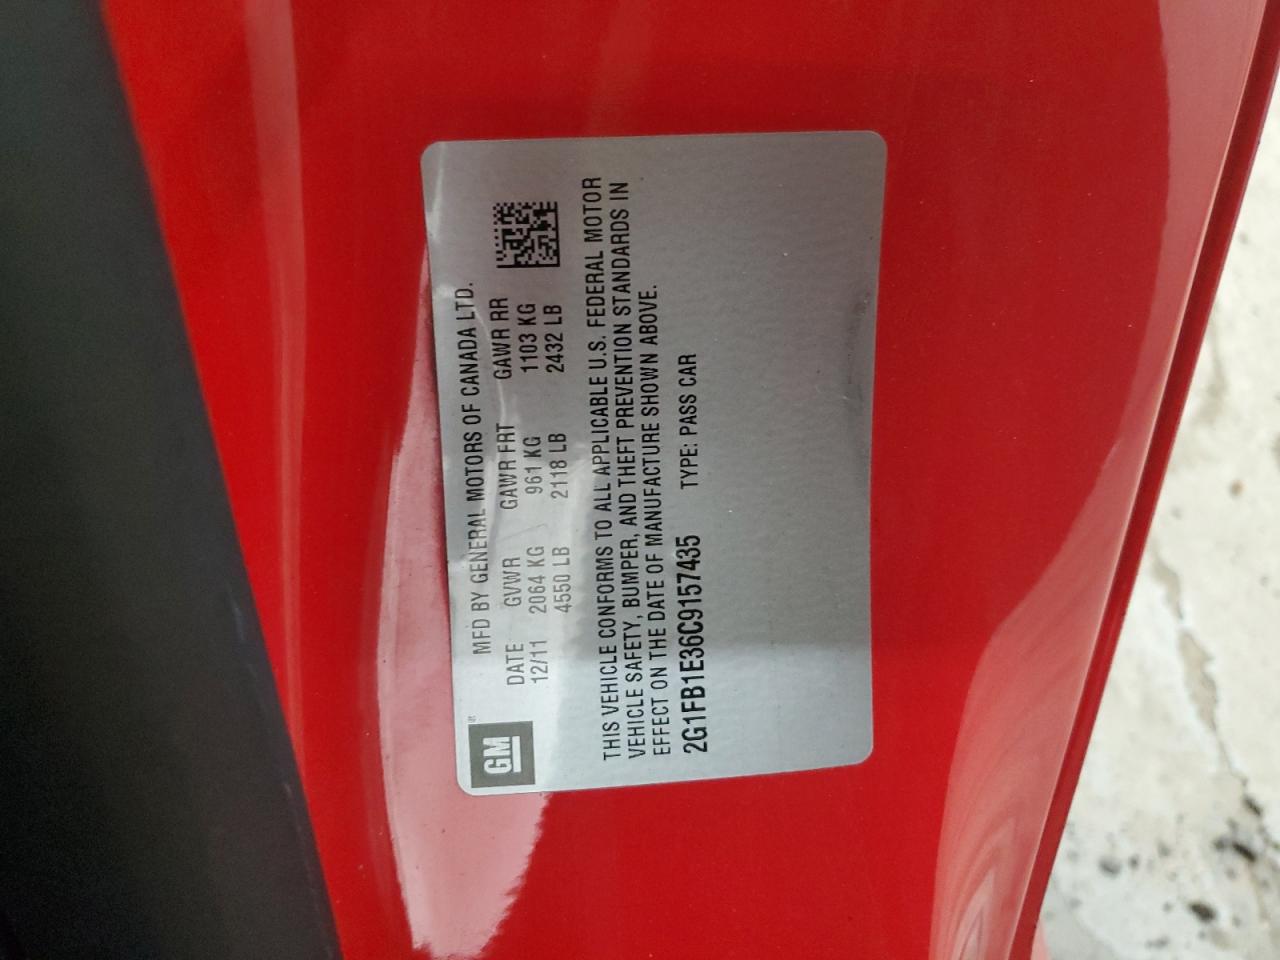 GM
MFD BY GENERAL MOTORS OF CANADA LTD.
DATE GVWR GAWR FRT GAWR RR
12/11 2064 KG 961 KG 1103 KG
4550 LB 2118 LB 2432 LB
THIS VEHICLE CONFORMS TO ALL APPLICABLE U.S. FEDERAL MOTOR
VEHICLE SAFETY, BUMPER, AND THEFT PREVENTION STANDARDS IN
EFFECT ON THE DATE OF MANUFACTURE SHOWN ABOVE.
2G1FB1E36C9157435 TYPE: PASS CAR